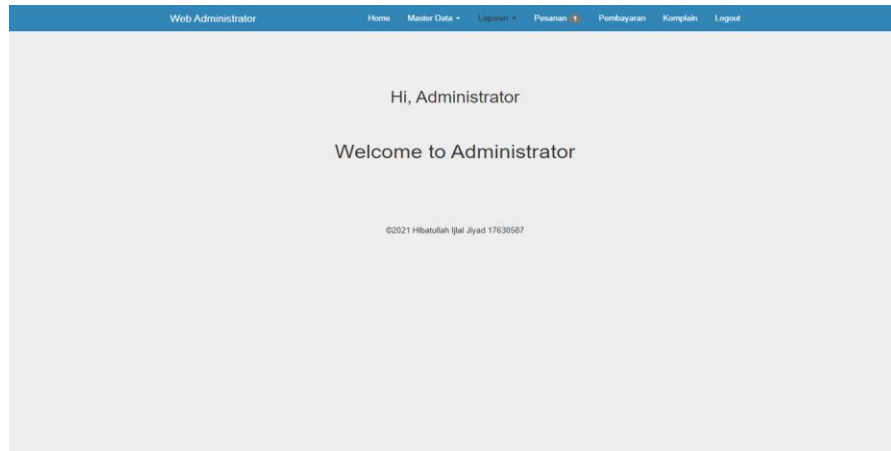 Web Administrator Home Master Data Laporan Pesanan 1 Pembayaran Komplain Logout
Hi, Administrator
Welcome to Administrator
©2021 Hibatullah Ijlal Jiyad 17630587